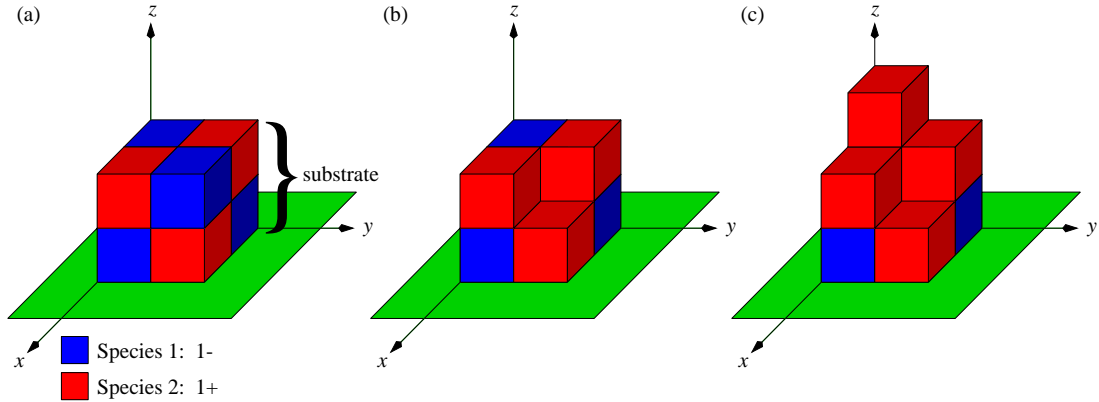 (a)
z
substrate
y
x
(b)
z
y
x
(c)
z
y
x
Species 1: 1-
Species 2: 1+